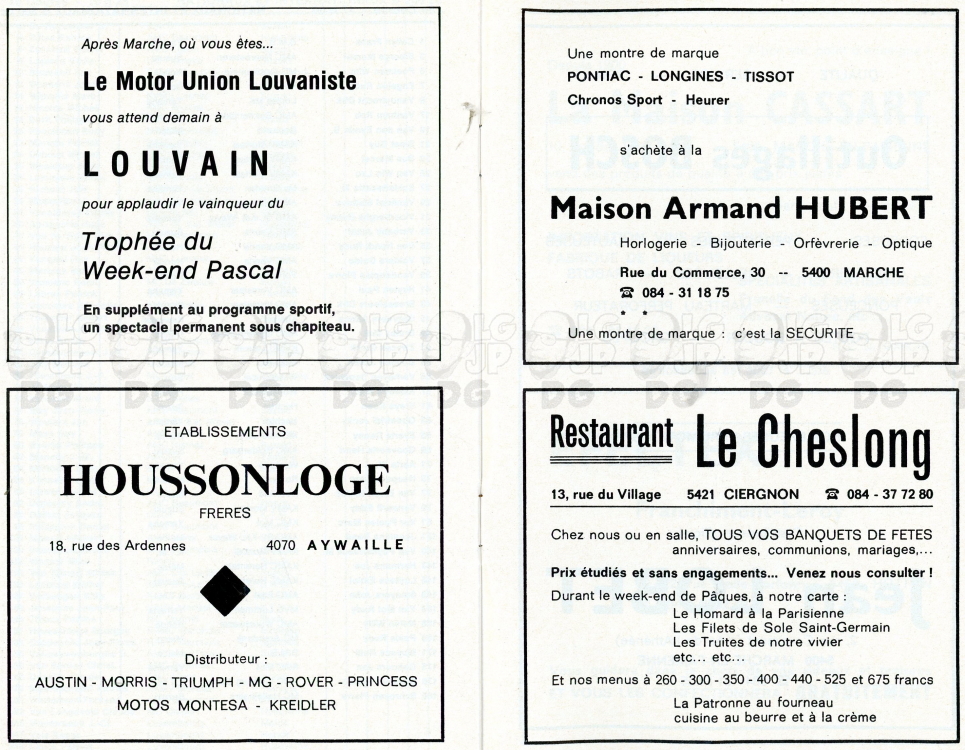 Après Marche, où vous êtes...
Le Motor Union Louvaniste
vous attend demain à
LOUVAIN
pour applaudir le vainqueur du
Trophée du
Week-end Pascal
En supplément au programme sportif,
un spectacle permanent sous chapiteau.
Une montre de marque
PONTIAC - LONGINES - TISSOT
Chronos Sport - Heurer
s'achète à la
Maison Armand HUBERT
Horlogerie - Bijouterie - Orfèvrerie - Optique
Rue du Commerce, 30 -- 5400 MARCHE
☎ 084 - 31 18 75
* *
Une montre de marque : c'est la SECURITE
ETABLISSEMENTS
HOUSSONLOGE
FRERES
18, rue des Ardennes 4070 AYWAILLE
Distributeur :
AUSTIN - MORRIS - TRIUMPH - MG - ROVER - PRINCESS
MOTOS MONTESA - KREIDLER
Restaurant Le Cheslong
13, rue du Village 5421 CIERGNON ☎ 084 - 37 72 80
Chez nous ou en salle, TOUS VOS BANQUETS DE FETES
anniversaires, communions, mariages,...
Prix étudiés et sans engagements... Venez nous consulter !
Durant le week-end de Pâques, à notre carte :
Le Homard à la Parisienne
Les Filets de Sole Saint-Germain
Les Truites de notre vivier
etc... etc...
Et nos menus à 260 - 300 - 350 - 400 - 440 - 525 et 675 francs
La Patronne au fourneau
cuisine au beurre et à la crème